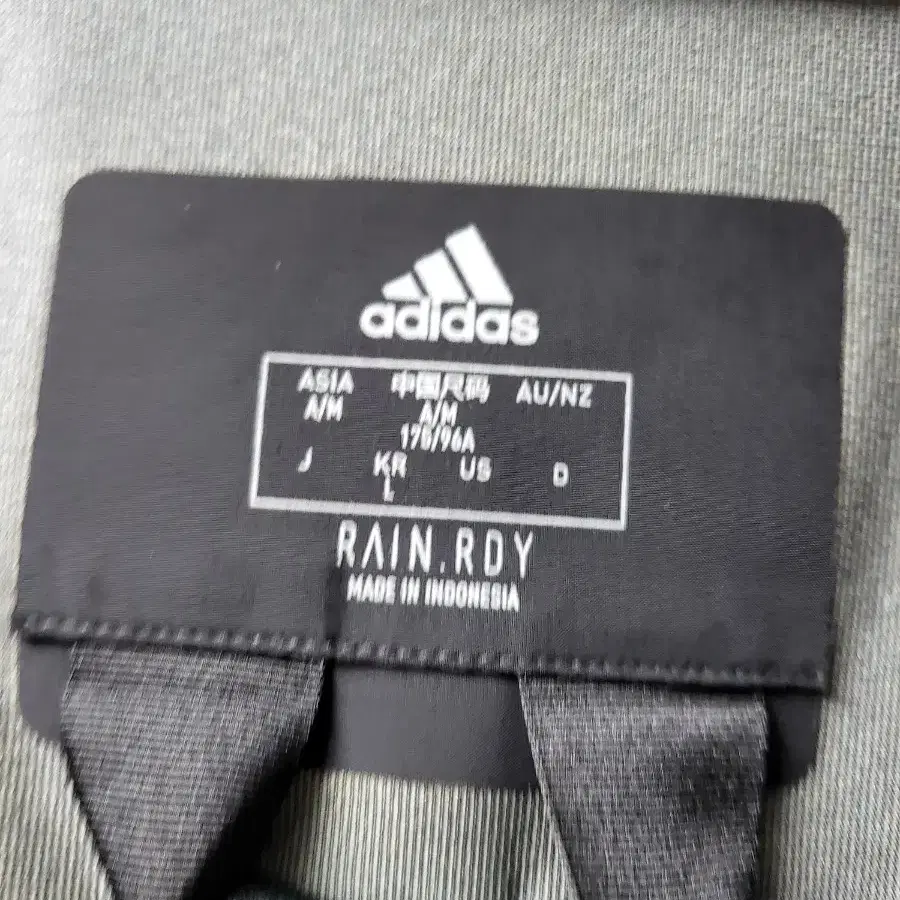 adidas
ASIA 中国尺码 AU/NZ
A/M A/M
175/96A
J KR US D
L
RAIN.RDY
MADE IN INDONESIA